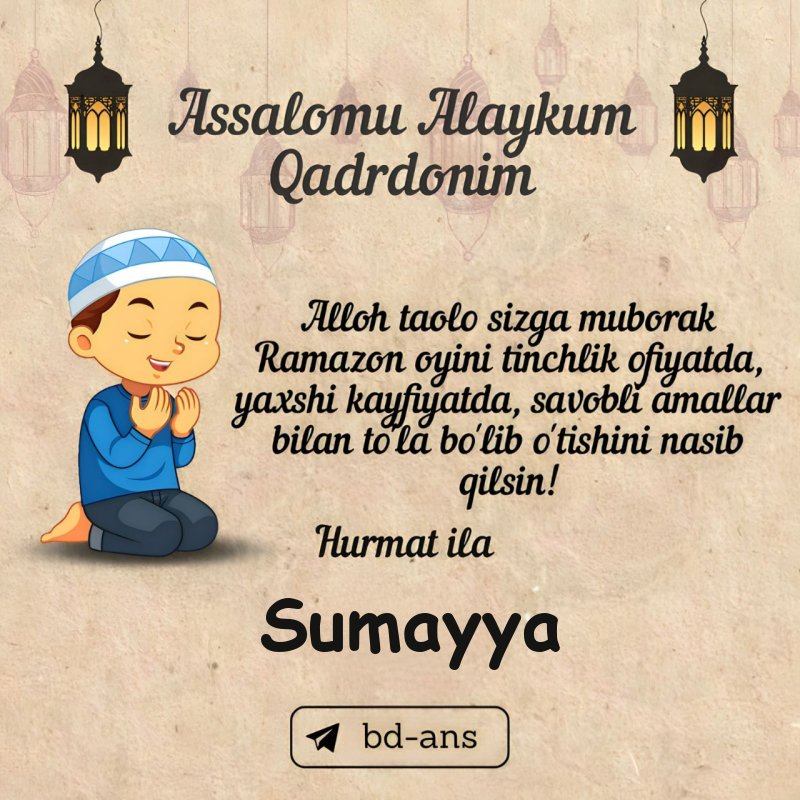 Assalomu Alaykum
Qadrdonim
Alloh taolo sizga muborak
Ramazon oyini tinchlik ofiyatda,
yaxshi kayfiyatda, savobli amallar
bilan to'la bo'lib o'tishini nasib
qilsin!
Hurmat ila
Sumayya
bd-ans